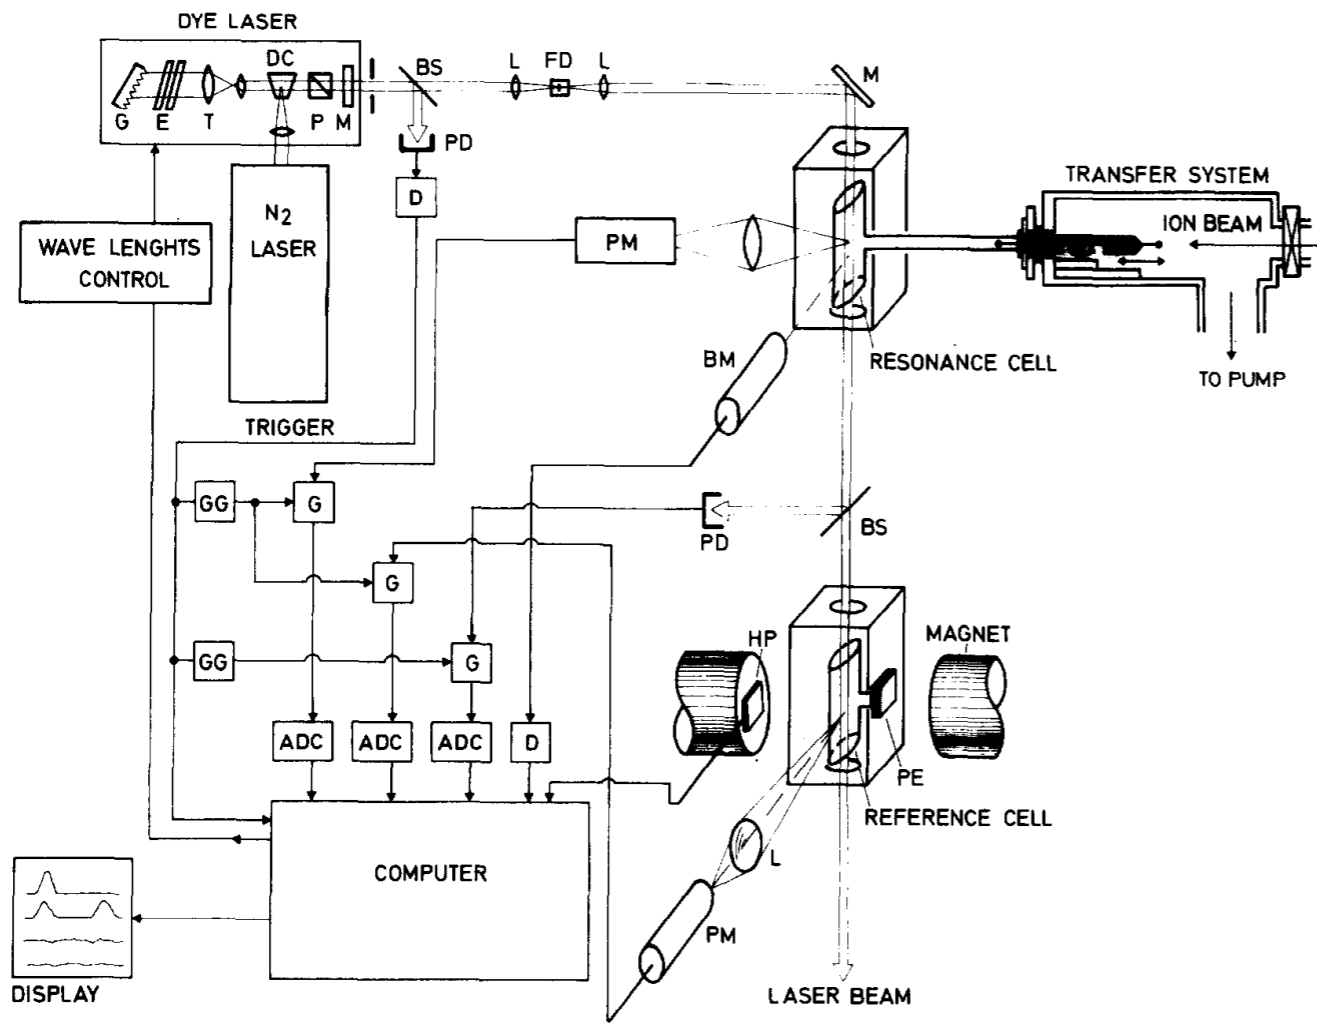 DYE LASER
DC
G E T P M
BS
L FD L
M
PD
D
N2
LASER
WAVE LENGHTS
CONTROL
PM
TRANSFER SYSTEM
ION BEAM
TO PUMP
RESONANCE CELL
BM
TRIGGER
GG
G
G
GG
G
PD
BS
HP
MAGNET
PE
REFERENCE CELL
ADC
ADC
ADC
D
L
PM
COMPUTER
DISPLAY
LASER BEAM